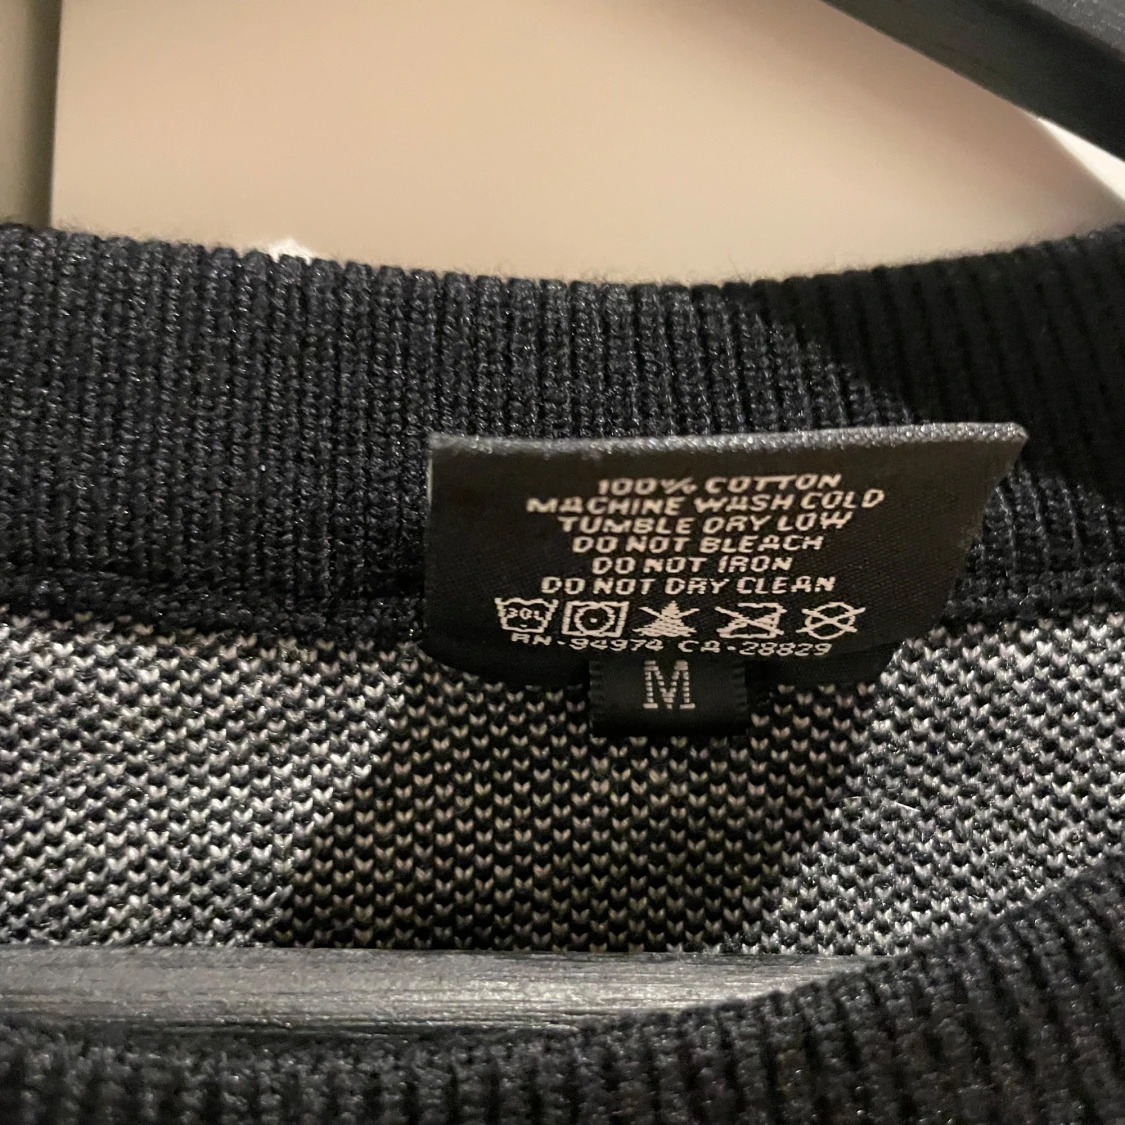 100% COTTON
MACHINE WASH COLD
TUMBLE DRY LOW
DO NOT BLEACH
DO NOT IRON
DO NOT DRY CLEAN
RN-94974 CA-28829
M